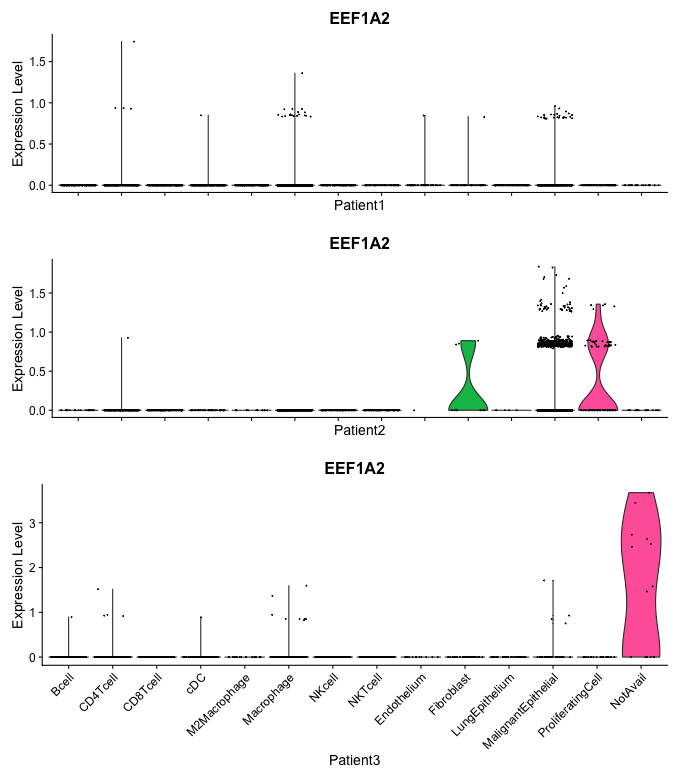 EEF1A2
Expression Level
1.5
1.0
0.5
0.0
Patient1
EEF1A2
Expression Level
1.5
1.0
0.5
0.0
Patient2
EEF1A2
Expression Level
3
2
1
0
Bcell
CD4Tcell
CD8Tcell
cDC
M2Macrophage
Macrophage
NKcell
NKTcell
Endothelium
Fibroblast
LungEpithelium
MalignantEpithelial
ProliferatingCell
NotAvail
Patient3